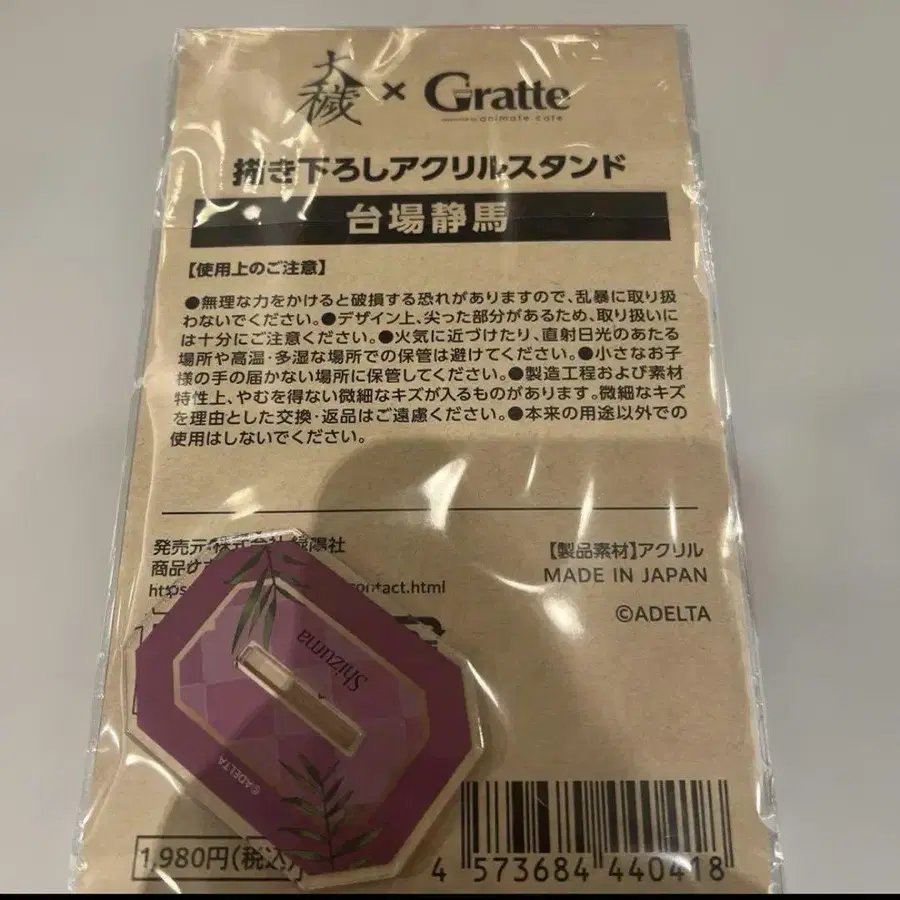 大穢 × Gratte
animate cafe
描き下ろしアクリルスタンド
台場静馬
【使用上のご注意】
●無理な力をかけると破損する恐れがありますので、乱暴に取り扱
わないでください。●デザイン上、尖った部分があるため、取り扱いに
は十分にご注意ください。●火気に近づけたり、直射日光のあたる
場所や高温・多湿な場所での保管は避けてください。●小さなお子
様の手の届かない場所に保管してください。●製造工程および素材
特性上、やむを得ない微細なキズが入るものがあります。微細なキズ
を理由とした交換・返品はご遠慮ください。●本来の用途以外での
使用はしないでください。
発売元:株式会社緑陽社
商品
contact.html
【製品素材】アクリル
MADE IN JAPAN
©ADELTA
Shizuma
©ADELTA
1,980円(税込)
4 573684 440418